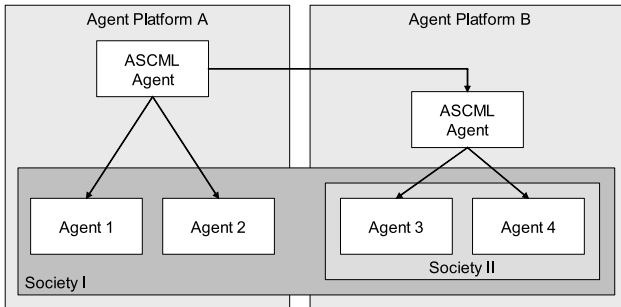 Agent Platform A
Agent Platform B
ASCML
Agent
ASCML
Agent
Agent 1
Agent 2
Agent 3
Agent 4
Society II
Society I